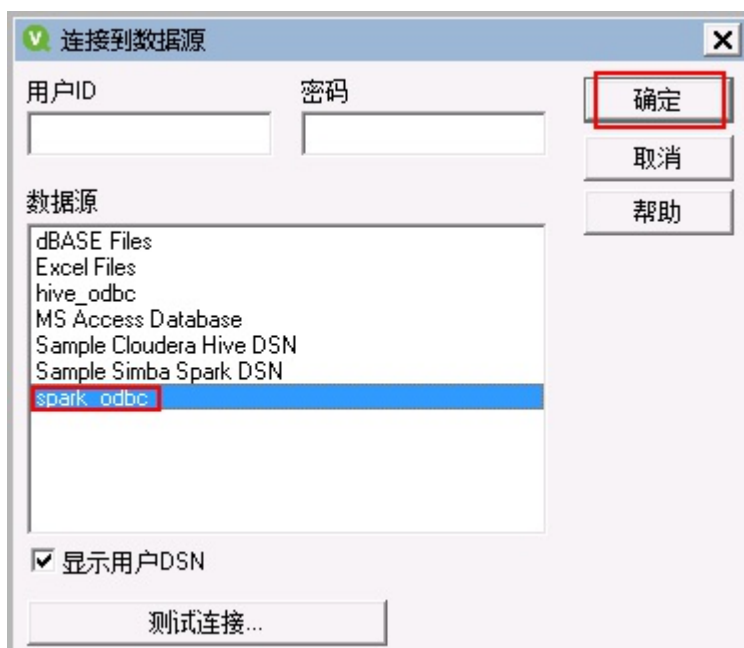 连接到数据源
用户ID
密码
确定
取消
帮助
数据源
dBASE Files
Excel Files
hive_odbc
MS Access Database
Sample Cloudera Hive DSN
Sample Simba Spark DSN
spark_odbc
显示用户DSN
测试连接...